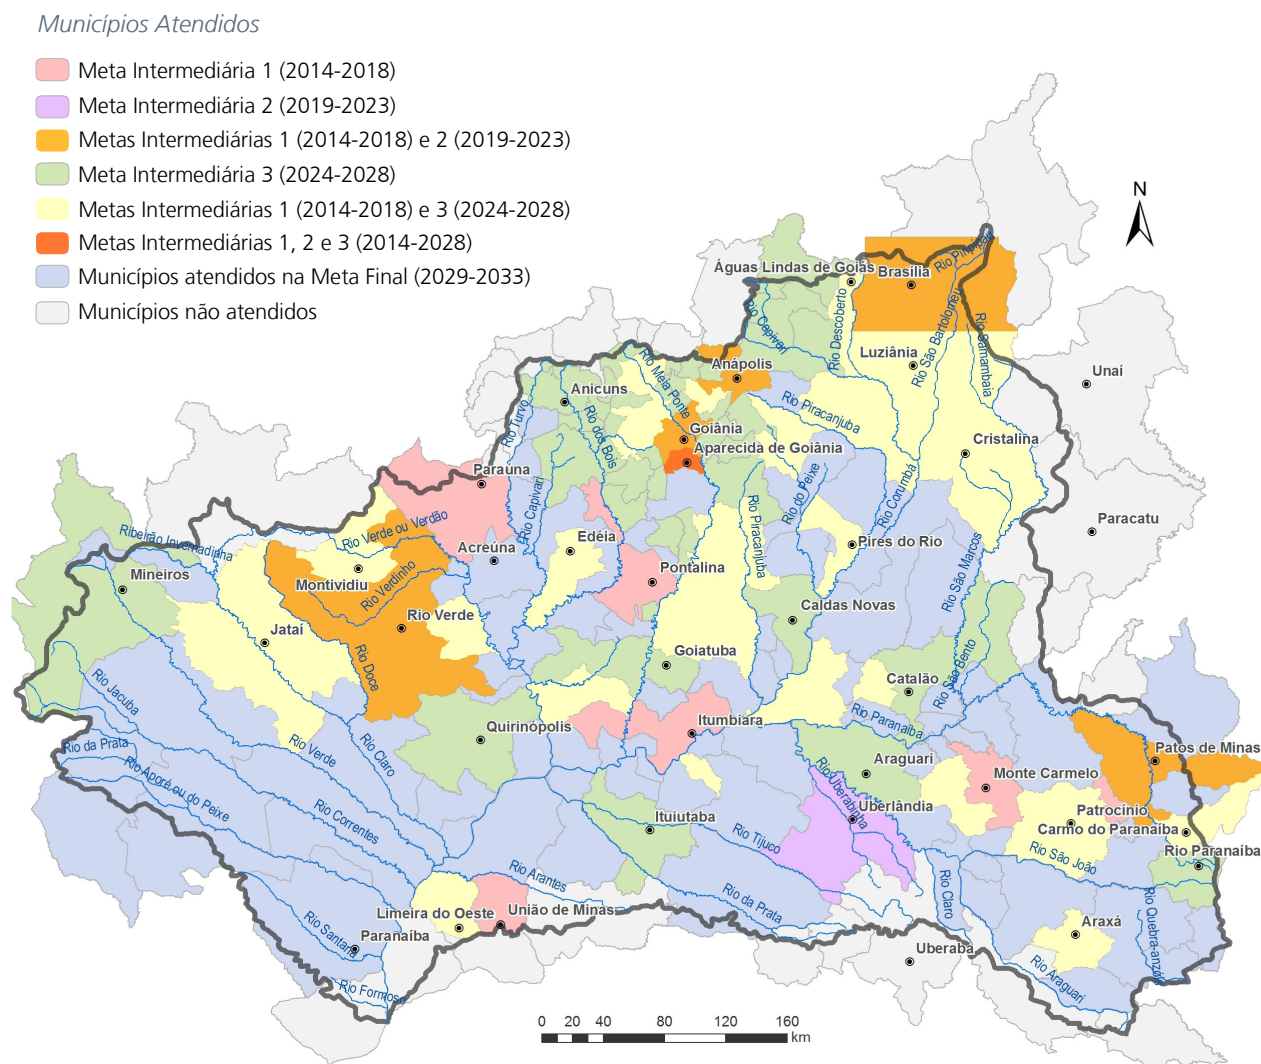 Municípios Atendidos
Meta Intermediária 1 (2014-2018)
Meta Intermediária 2 (2019-2023)
Metas Intermediárias 1 (2014-2018) e 2 (2019-2023)
Meta Intermediária 3 (2024-2028)
Metas Intermediárias 1 (2014-2018) e 3 (2024-2028)
Metas Intermediárias 1, 2 e 3 (2014-2028)
Municípios atendidos na Meta Final (2029-2033)
Municípios não atendidos
N
Águas Lindas de Goiás
Brasília
Rio Pipiripau
Rio Capivari
Rio Descoberto
Rio São Bartolomeu
Rio Samambaia
Luziânia
Unaí
Anápolis
Rio Meia Ponte
Anicuns
Rio Turvo
Rio dos Bois
Rio Piracanjuba
Goiânia
Aparecida de Goiânia
Cristalina
Paraúna
Rio Capivari
Rio do Peixe
Rio Corumbá
Rio Piracanjuba
Paracatu
Ribeirão Invernadinha
Rio Verde ou Verdão
Acreúna
Edéia
Pires do Rio
Rio São Marcos
Mineiros
Montividiu
Rio Verdinho
Pontalina
Caldas Novas
Jataí
Rio Verde
Rio Doce
Goiatuba
Catalão
Rio São Bento
Rio Jacuba
Rio da Prata
Rio Verde
Rio Claro
Quirinópolis
Itumbiara
Rio Paranaíba
Patos de Minas
Rio Aporé ou do Peixe
Rio Correntes
Araguari
Monte Carmelo
Rio Uberabinha
Uberlândia
Patrocínio
Carmo do Paranaíba
Ituiutaba
Rio Tijuco
Rio São João
Rio Paranaíba
Rio Arantes
Rio da Prata
Rio Claro
Rio Quebra-anzol
Limeira do Oeste
União de Minas
Araxá
Rio Santana
Paranaíba
Uberaba
Rio Araguari
Rio Formoso
0 20 40 80 120 160
km